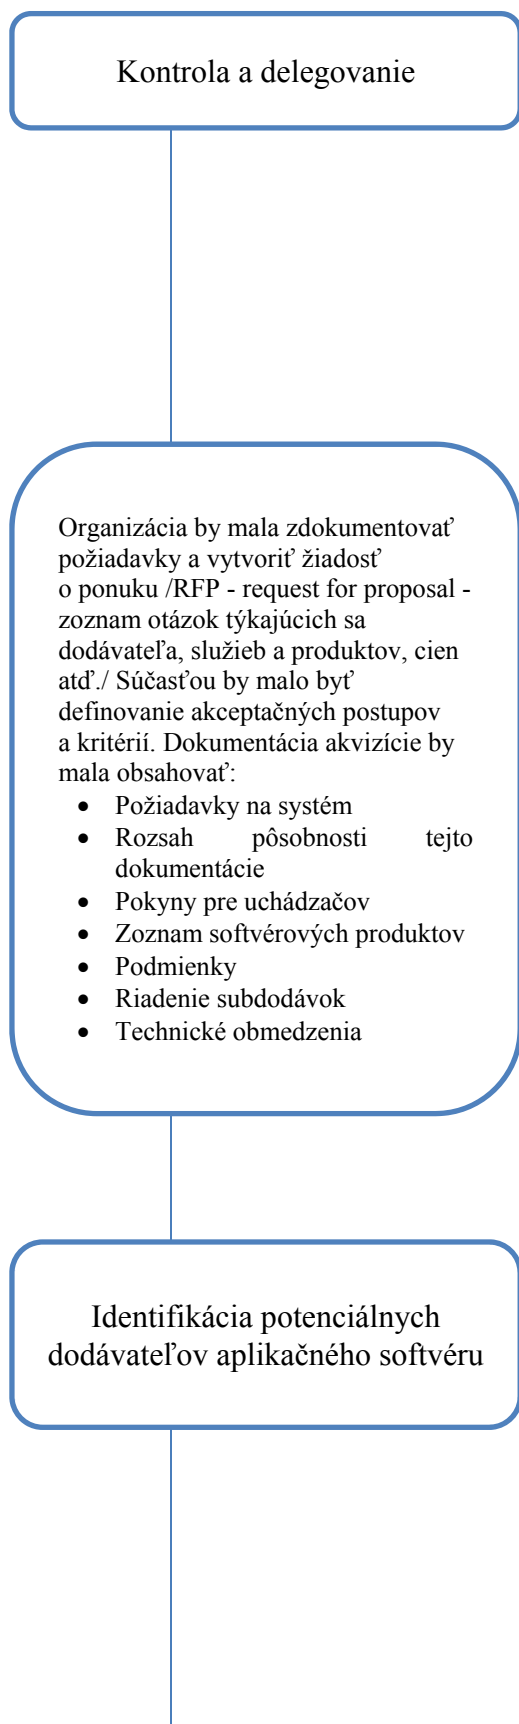 Kontrola a delegovanie
Organizácia by mala zdokumentovať
požiadavky a vytvoriť žiadosť
o ponuku /RFP - request for proposal -
zoznam otázok týkajúcich sa
dodávateľa, služieb a produktov, cien
atď./ Súčasťou by malo byť
definovanie akceptačných postupov
a kritérií. Dokumentácia akvizície by
mala obsahovať:
• Požiadavky na systém
• Rozsah pôsobnosti tejto
dokumentácie
• Pokyny pre uchádzačov
• Zoznam softvérových produktov
• Podmienky
• Riadenie subdodávok
• Technické obmedzenia
Identifikácia potenciálnych
dodávateľov aplikačného softvéru